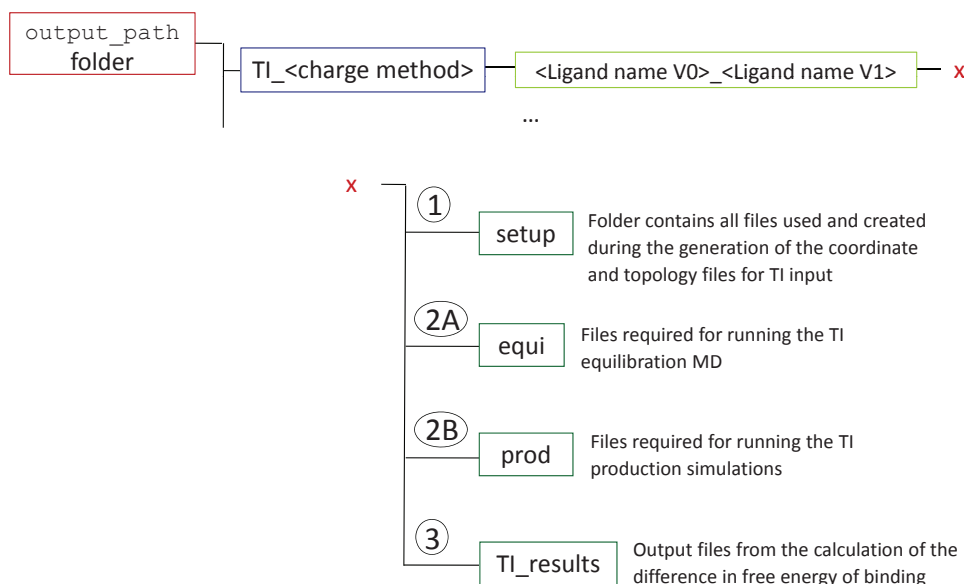 output_path
folder
TI_<charge method>
<Ligand name V0>_<Ligand name V1>
x
...
x
1
setup
Folder contains all files used and created
during the generation of the coordinate
and topology files for TI input
2A
equi
Files required for running the TI
equilibration MD
2B
prod
Files required for running the TI
production simulations
3
TI_results
Output files from the calculation of the
difference in free energy of binding